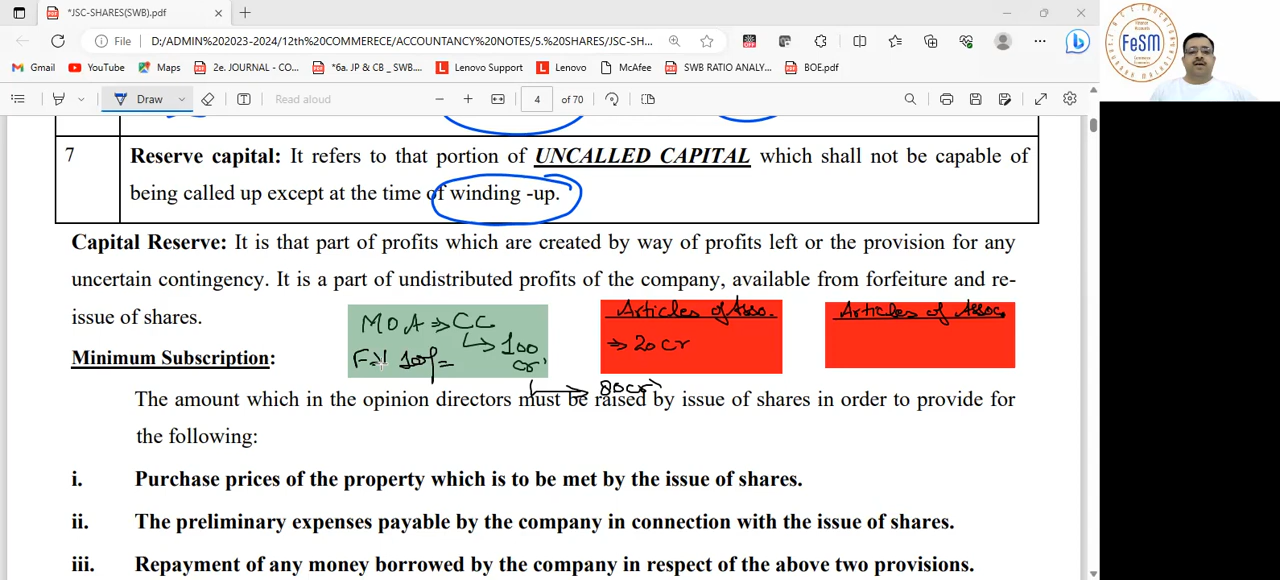 *JSC-SHARES(SWB).pdf
File
D:/ADMIN%202023-2024/12th%20COMMERECE/ACCOUNTANCY%20NOTES/5.%20SHARES/JSC-SH...
Gmail
YouTube
Maps
2e. JOURNAL - CO...
*6a. JP & B _ SWB....
Lenovo Support
Lenovo
McAfee
SWB RATIO ANALY...
BOE.pdf
Draw
Read aloud
4 of 70
FeSM
7
Reserve capital: It refers to that portion of UNCALLED CAPITAL which shall not be capable of
being called up except at the time of winding -up.
Capital Reserve: It is that part of profits which are created by way of profits left or the provision for any
uncertain contingency. It is a part of undistributed profits of the company, available from forfeiture and re-
issue of shares.
MOA ⇒ CC
↳ 100
cr
F.V 100/=
Articles of Asso.
⇒ 20 Cr
Articles of Assoc.
80 cr
Minimum Subscription:
The amount which in the opinion directors must be raised by issue of shares in order to provide for
the following:
i. Purchase prices of the property which is to be met by the issue of shares.
ii. The preliminary expenses payable by the company in connection with the issue of shares.
iii. Repayment of any money borrowed by the company in respect of the above two provisions.